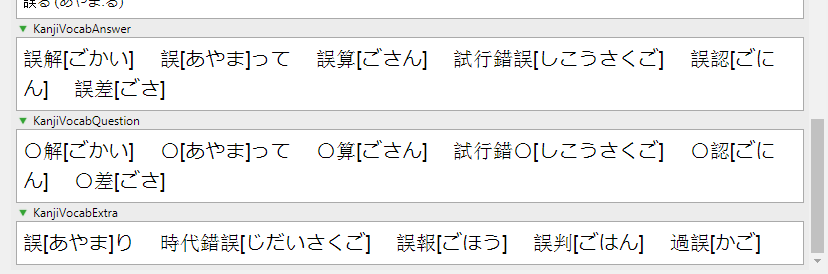 誤る (あやま.る)
KanjiVocabAnswer
誤解[ごかい] 誤[あやま]って 誤算[ごさん] 試行錯誤[しこうさくご] 誤認[ごに
ん] 誤差[ごさ]
KanjiVocabQuestion
〇解[ごかい] 〇[あやま]って 〇算[ごさん] 試行錯〇[しこうさくご] 〇認[ごに
ん] 〇差[ごさ]
KanjiVocabExtra
誤[あやま]り 時代錯誤[じだいさくご] 誤報[ごほう] 誤判[ごはん] 過誤[かご]